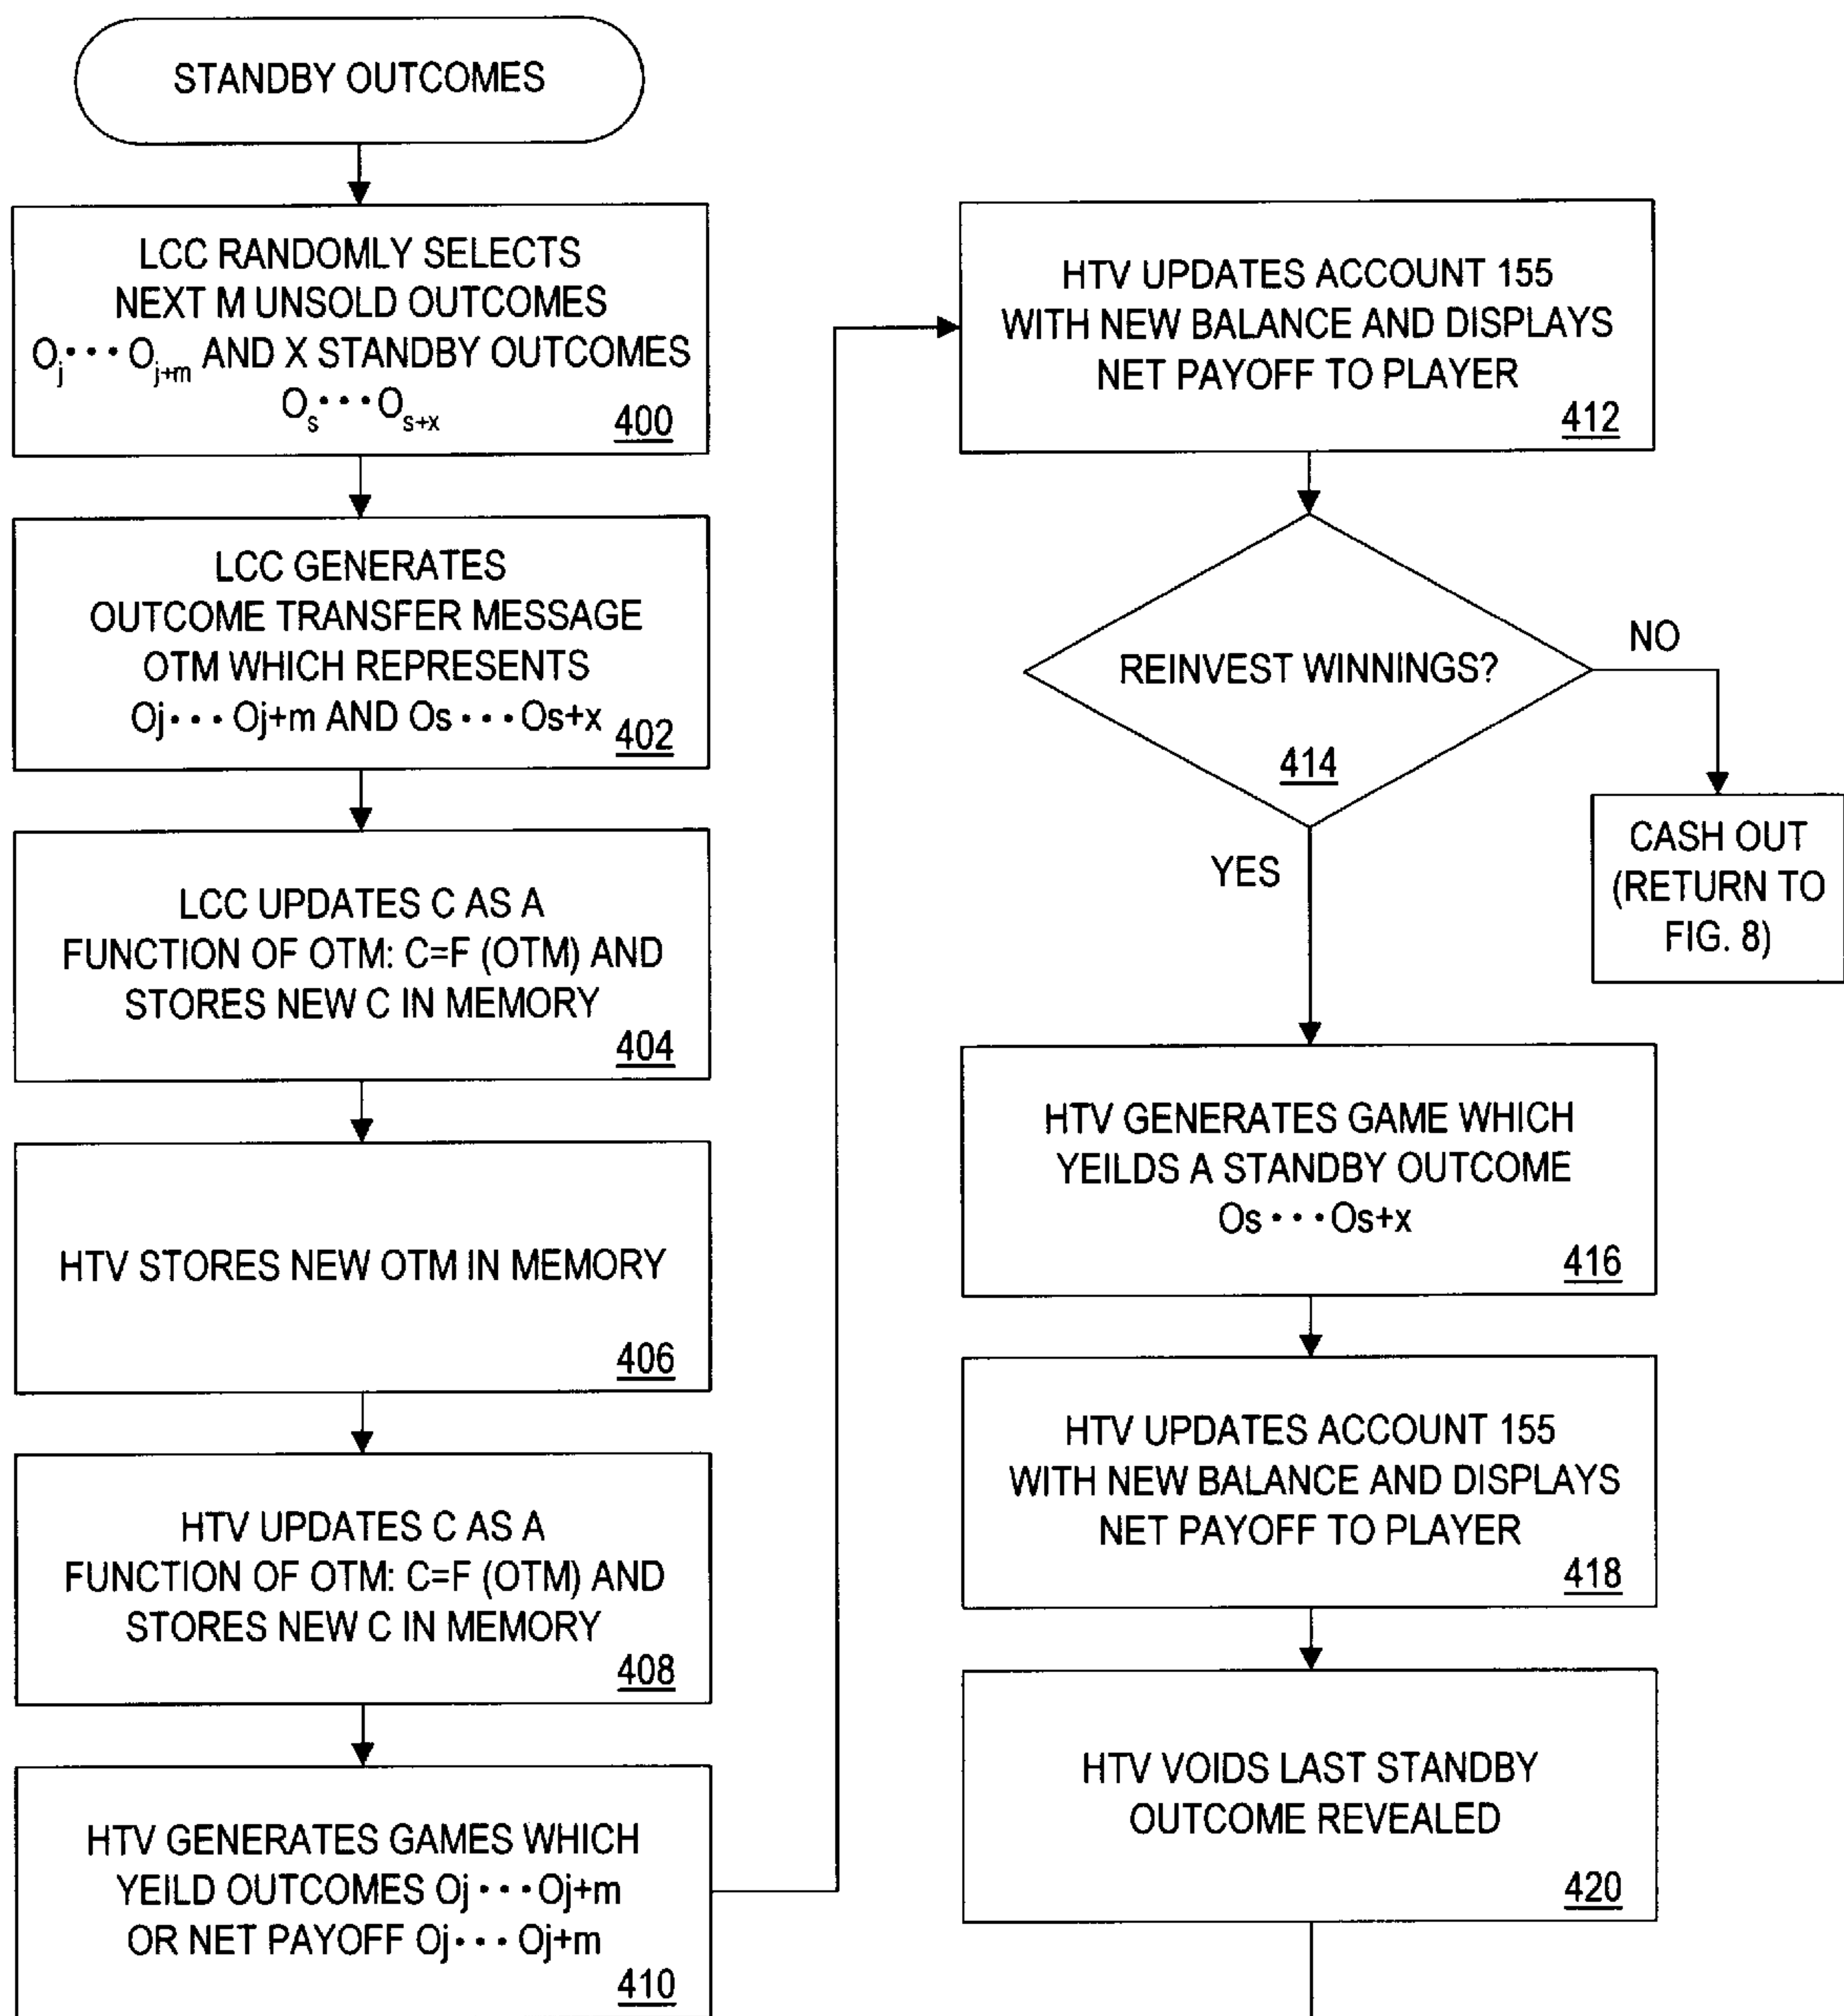 STANDBY OUTCOMES
LCC RANDOMLY SELECTS
NEXT M UNSOLD OUTCOMES
Oj··· Oj+m AND X STANDBY OUTCOMES
Os···Os+x
400
LCC GENERATES
OUTCOME TRANSFER MESSAGE
OTM WHICH REPRESENTS
Oj··· Oj+m AND Os···Os+x
402
LCC UPDATES C AS A
FUNCTION OF OTM: C=F (OTM) AND
STORES NEW C IN MEMORY
404
HTV STORES NEW OTM IN MEMORY
406
HTV UPDATES C AS A
FUNCTION OF OTM: C=F (OTM) AND
STORES NEW C IN MEMORY
408
HTV GENERATES GAMES WHICH
YEILD OUTCOMES Oj···Oj+m
OR NET PAYOFF Oj···Oj+m
410
HTV UPDATES ACCOUNT 155
WITH NEW BALANCE AND DISPLAYS
NET PAYOFF TO PLAYER
412
REINVEST WINNINGS?
414
NO
CASH OUT
(RETURN TO
FIG. 8)
YES
HTV GENERATES GAME WHICH
YEILDS A STANDBY OUTCOME
Os···Os+x
416
HTV UPDATES ACCOUNT 155
WITH NEW BALANCE AND DISPLAYS
NET PAYOFF TO PLAYER
418
HTV VOIDS LAST STANDBY
OUTCOME REVEALED
420